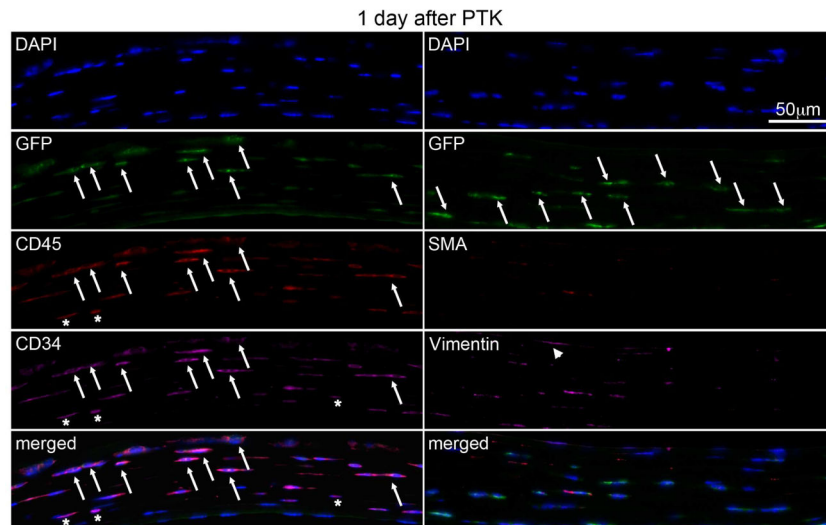 1 day after PTK
DAPI
DAPI
50μm
GFP
GFP
CD45
SMA
*
*
CD34
Vimentin
*
*
*
merged
merged
*
*
*